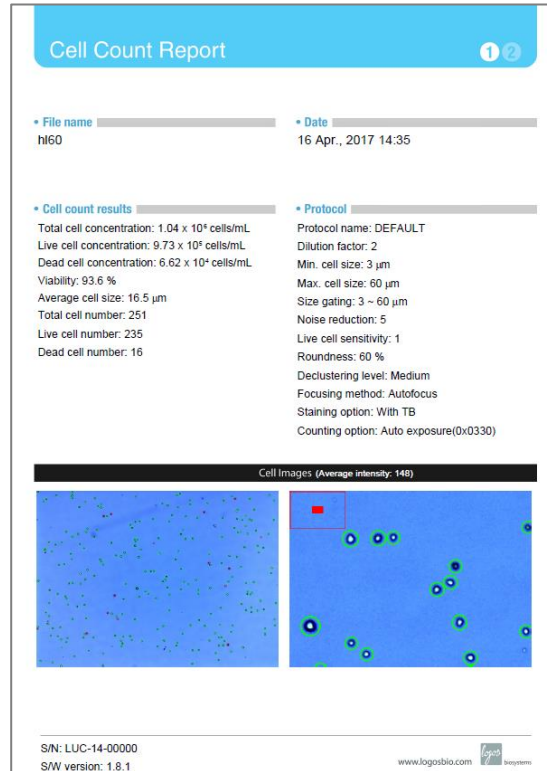 Cell Count Report
1 2
• File name
hl60
• Date
16 Apr., 2017 14:35
• Cell count results
Total cell concentration: 1.04 x 10⁶ cells/mL
Live cell concentration: 9.73 x 10⁵ cells/mL
Dead cell concentration: 6.62 x 10⁴ cells/mL
Viability: 93.6 %
Average cell size: 16.5 μm
Total cell number: 251
Live cell number: 235
Dead cell number: 16
• Protocol
Protocol name: DEFAULT
Dilution factor: 2
Min. cell size: 3 μm
Max. cell size: 60 μm
Size gating: 3 ~ 60 μm
Noise reduction: 5
Live cell sensitivity: 1
Roundness: 60 %
Declustering level: Medium
Focusing method: Autofocus
Staining option: With TB
Counting option: Auto exposure(0x0330)
Cell Images (Average intensity: 148)
S/N: LUC-14-00000
S/W version: 1.8.1
www.logosbio.com
logos biosystems